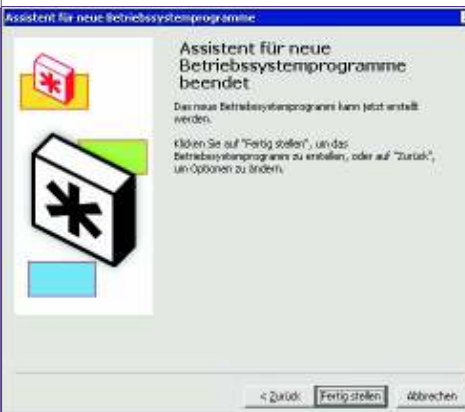 Assistent für neue Betriebssystemprogramme
Assistent für neue
Betriebssystemprogramme
beendet
Das neue Betriebssystemprogramm kann jetzt erstellt
werden.
Klicken Sie auf "Fertig stellen", um das
Betriebssystemprogramm zu erstellen, oder auf "Zurück",
um Optionen zu ändern.
< Zurück
Fertig stellen
Abbrechen